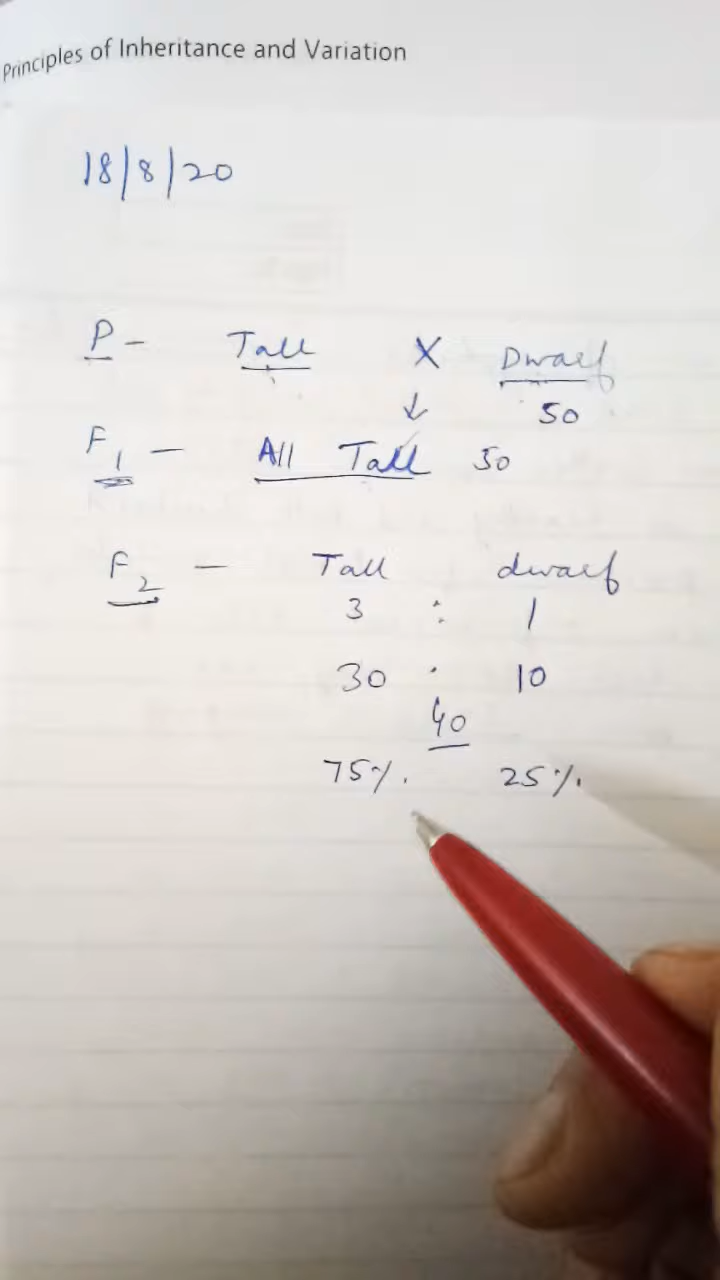 Principles of Inheritance and Variation
18/8/20
P - Tall X Dwarf
↓ 50
F1 - All Tall 50
F2 - Tall dwarf
3 : 1
30 . 10
40
75%. 25%.